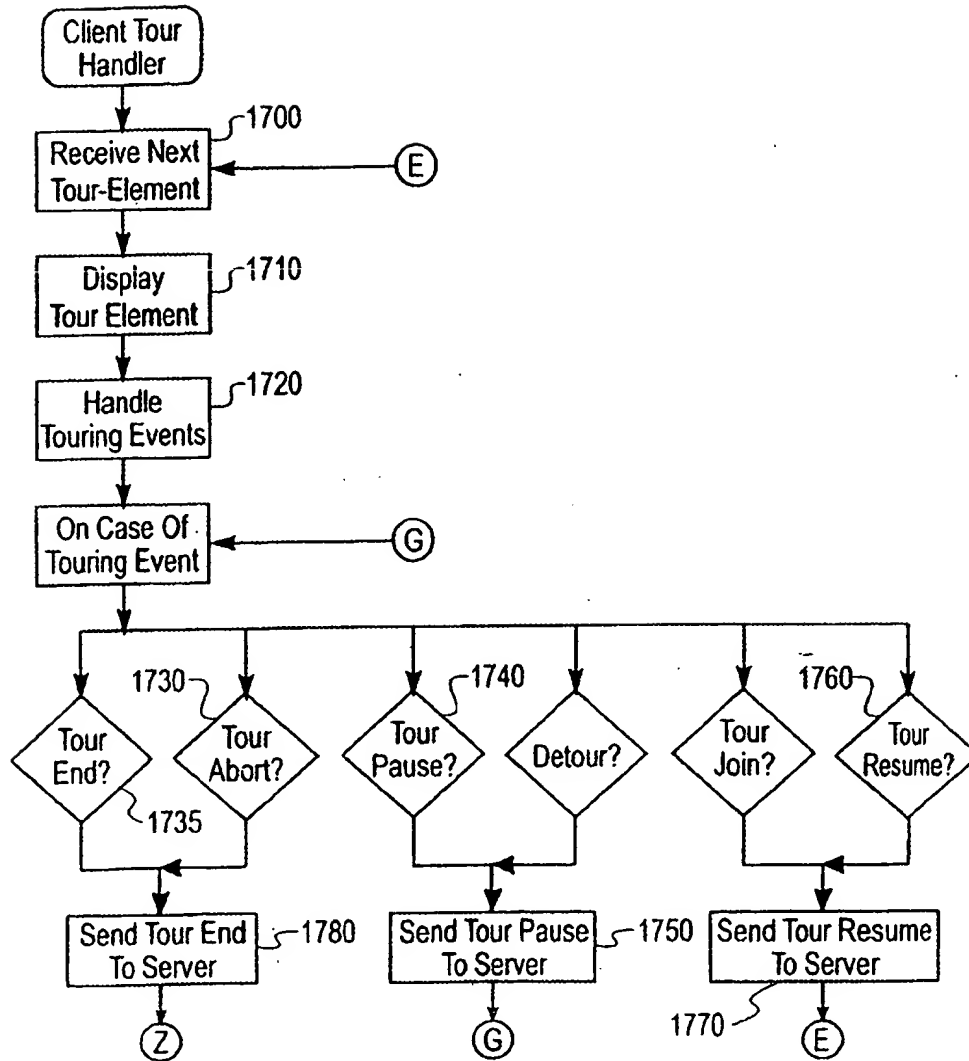 Client Tour
Handler
1700
Receive Next
Tour-Element
E
1710
Display
Tour Element
1720
Handle
Touring Events
On Case Of
Touring Event
G
1730
1740
1760
Tour
End?
Tour
Abort?
Tour
Pause?
Detour?
Tour
Join?
Tour
Resume?
1735
Send Tour End
To Server
1780
Send Tour Pause
To Server
1750
Send Tour Resume
To Server
1770
Z
G
E